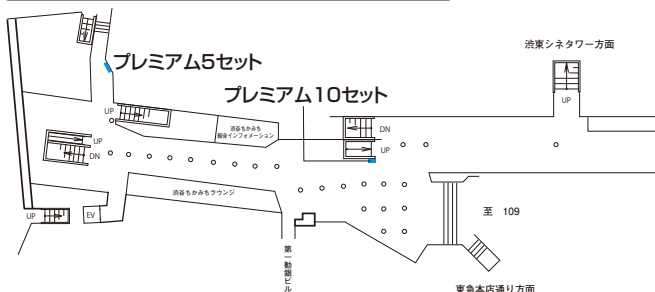 渋東シネタワー方面
プレミアム5セット
プレミアム10セット
UP
UP
渋谷ちかみち
総合インフォメーション
DN
UP
UP
DN
UP
渋谷ちかみちラウンジ
UP
EV
至 109
第一勧銀ビル
東急本店通り方面